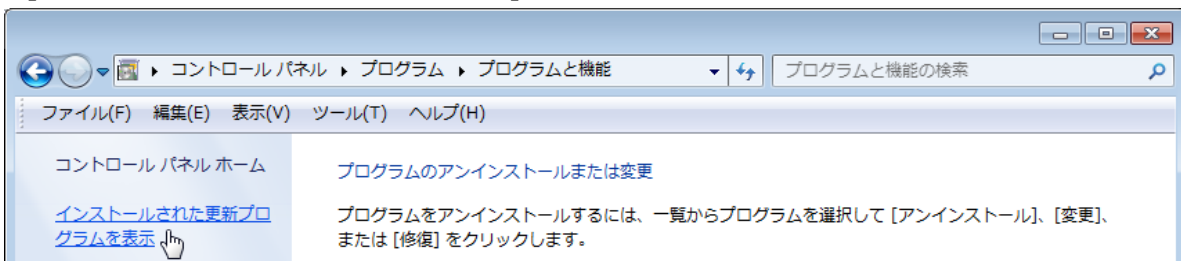 コントロール パネル ▸ プログラム ▸ プログラムと機能
プログラムと機能の検索
ファイル(F) 編集(E) 表示(V) ツール(T) ヘルプ(H)
コントロール パネル ホーム
インストールされた更新プロ
グラムを表示
プログラムのアンインストールまたは変更
プログラムをアンインストールするには、一覧からプログラムを選択して [アンインストール]、[変更]、
または [修復] をクリックします。